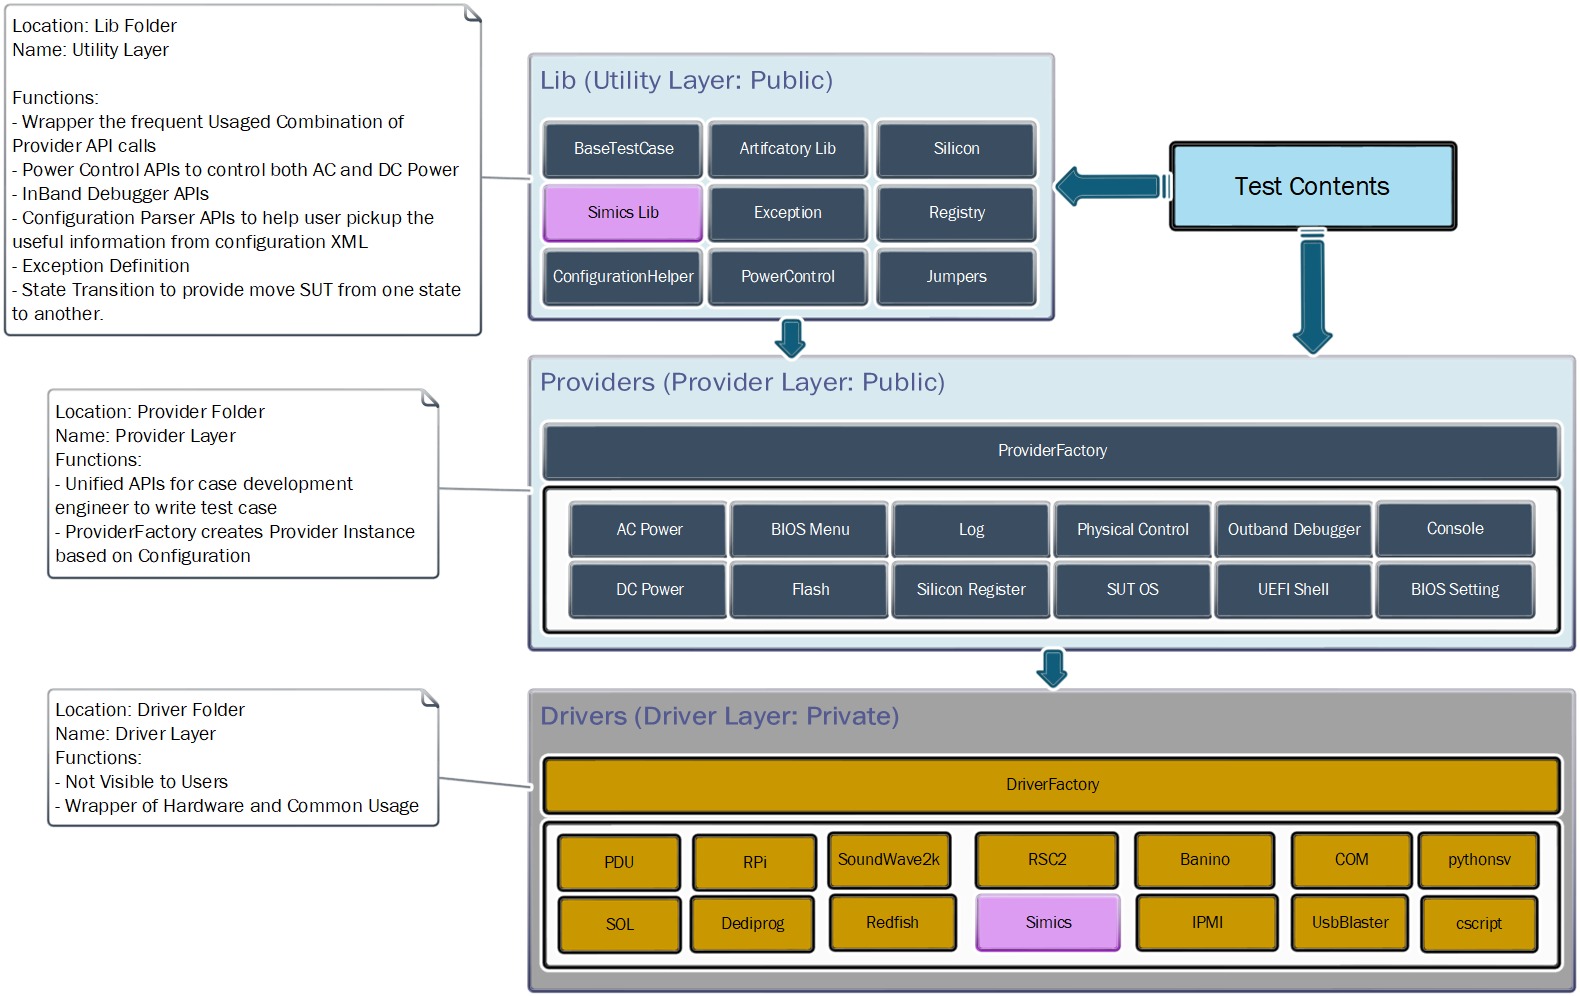 Location: Lib Folder
Name: Utility Layer
Functions:
- Wrapper the frequent Usaged Combination of
Provider API calls
- Power Control APIs to control both AC and DC Power
- InBand Debugger APIs
- Configuration Parser APIs to help user pickup the
useful information from configuration XML
- Exception Definition
- State Transition to provide move SUT from one state
to another.
Lib (Utility Layer: Public)
BaseTestCase
Artifcatory Lib
Silicon
Simics Lib
Exception
Registry
ConfigurationHelper
PowerControl
Jumpers
Test Contents
Location: Provider Folder
Name: Provider Layer
Functions:
- Unified APIs for case development
engineer to write test case
- ProviderFactory creates Provider Instance
based on Configuration
Providers (Provider Layer: Public)
ProviderFactory
AC Power
BIOS Menu
Log
Physical Control
Outband Debugger
Console
DC Power
Flash
Silicon Register
SUT OS
UEFI Shell
BIOS Setting
Location: Driver Folder
Name: Driver Layer
Functions:
- Not Visible to Users
- Wrapper of Hardware and Common Usage
Drivers (Driver Layer: Private)
DriverFactory
PDU
RPi
SoundWave2k
RSC2
Banino
COM
pythonsv
SOL
Dediprog
Redfish
Simics
IPMI
UsbBlaster
cscript